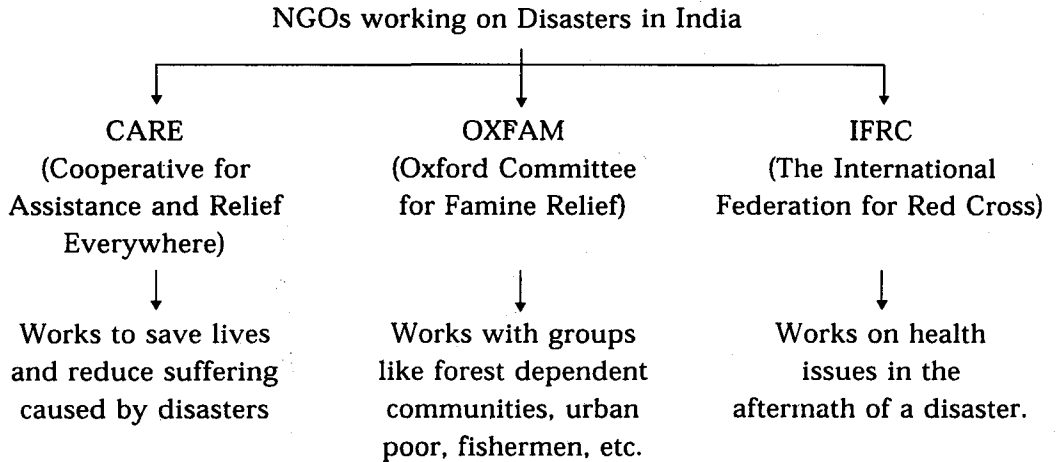 NGOs working on Disasters in India
CARE
(Cooperative for
Assistance and Relief
Everywhere)
Works to save lives
and reduce suffering
caused by disasters
OXFAM
(Oxford Committee
for Famine Relief)
Works with groups
like forest dependent
communities, urban
poor, fishermen, etc.
IFRC
(The International
Federation for Red Cross)
Works on health
issues in the
aftermath of a disaster.